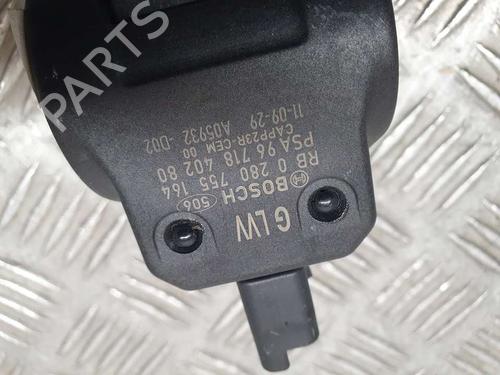 GLW
BOSCH 506
RB 0 280 755 164
PSA 96 718 402 80
CAPP23R-CEM 00
A05932 -D02
11-09-29
B-PARTS